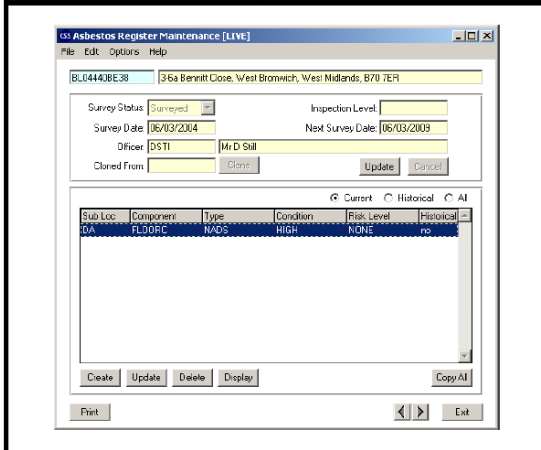 CSS Asbestos Register Maintenance [LIVE]
File Edit Options Help
BL04440BE38 3-6a Bennitt Close, West Bromwich, West Midlands, B70 7ER
Survey Status: Surveyed Inspection Level:
Survey Date: 06/03/2004 Next Survey Date: 06/03/2009
Officer: DSTI Mr D Still
Cloned From: Clone Update Cancel
Current Historical All
Sub Loc Component Type Condition Risk Level Historical
DA FLOORC NADS HIGH NONE no
Create Update Delete Display Copy All
Print Exit